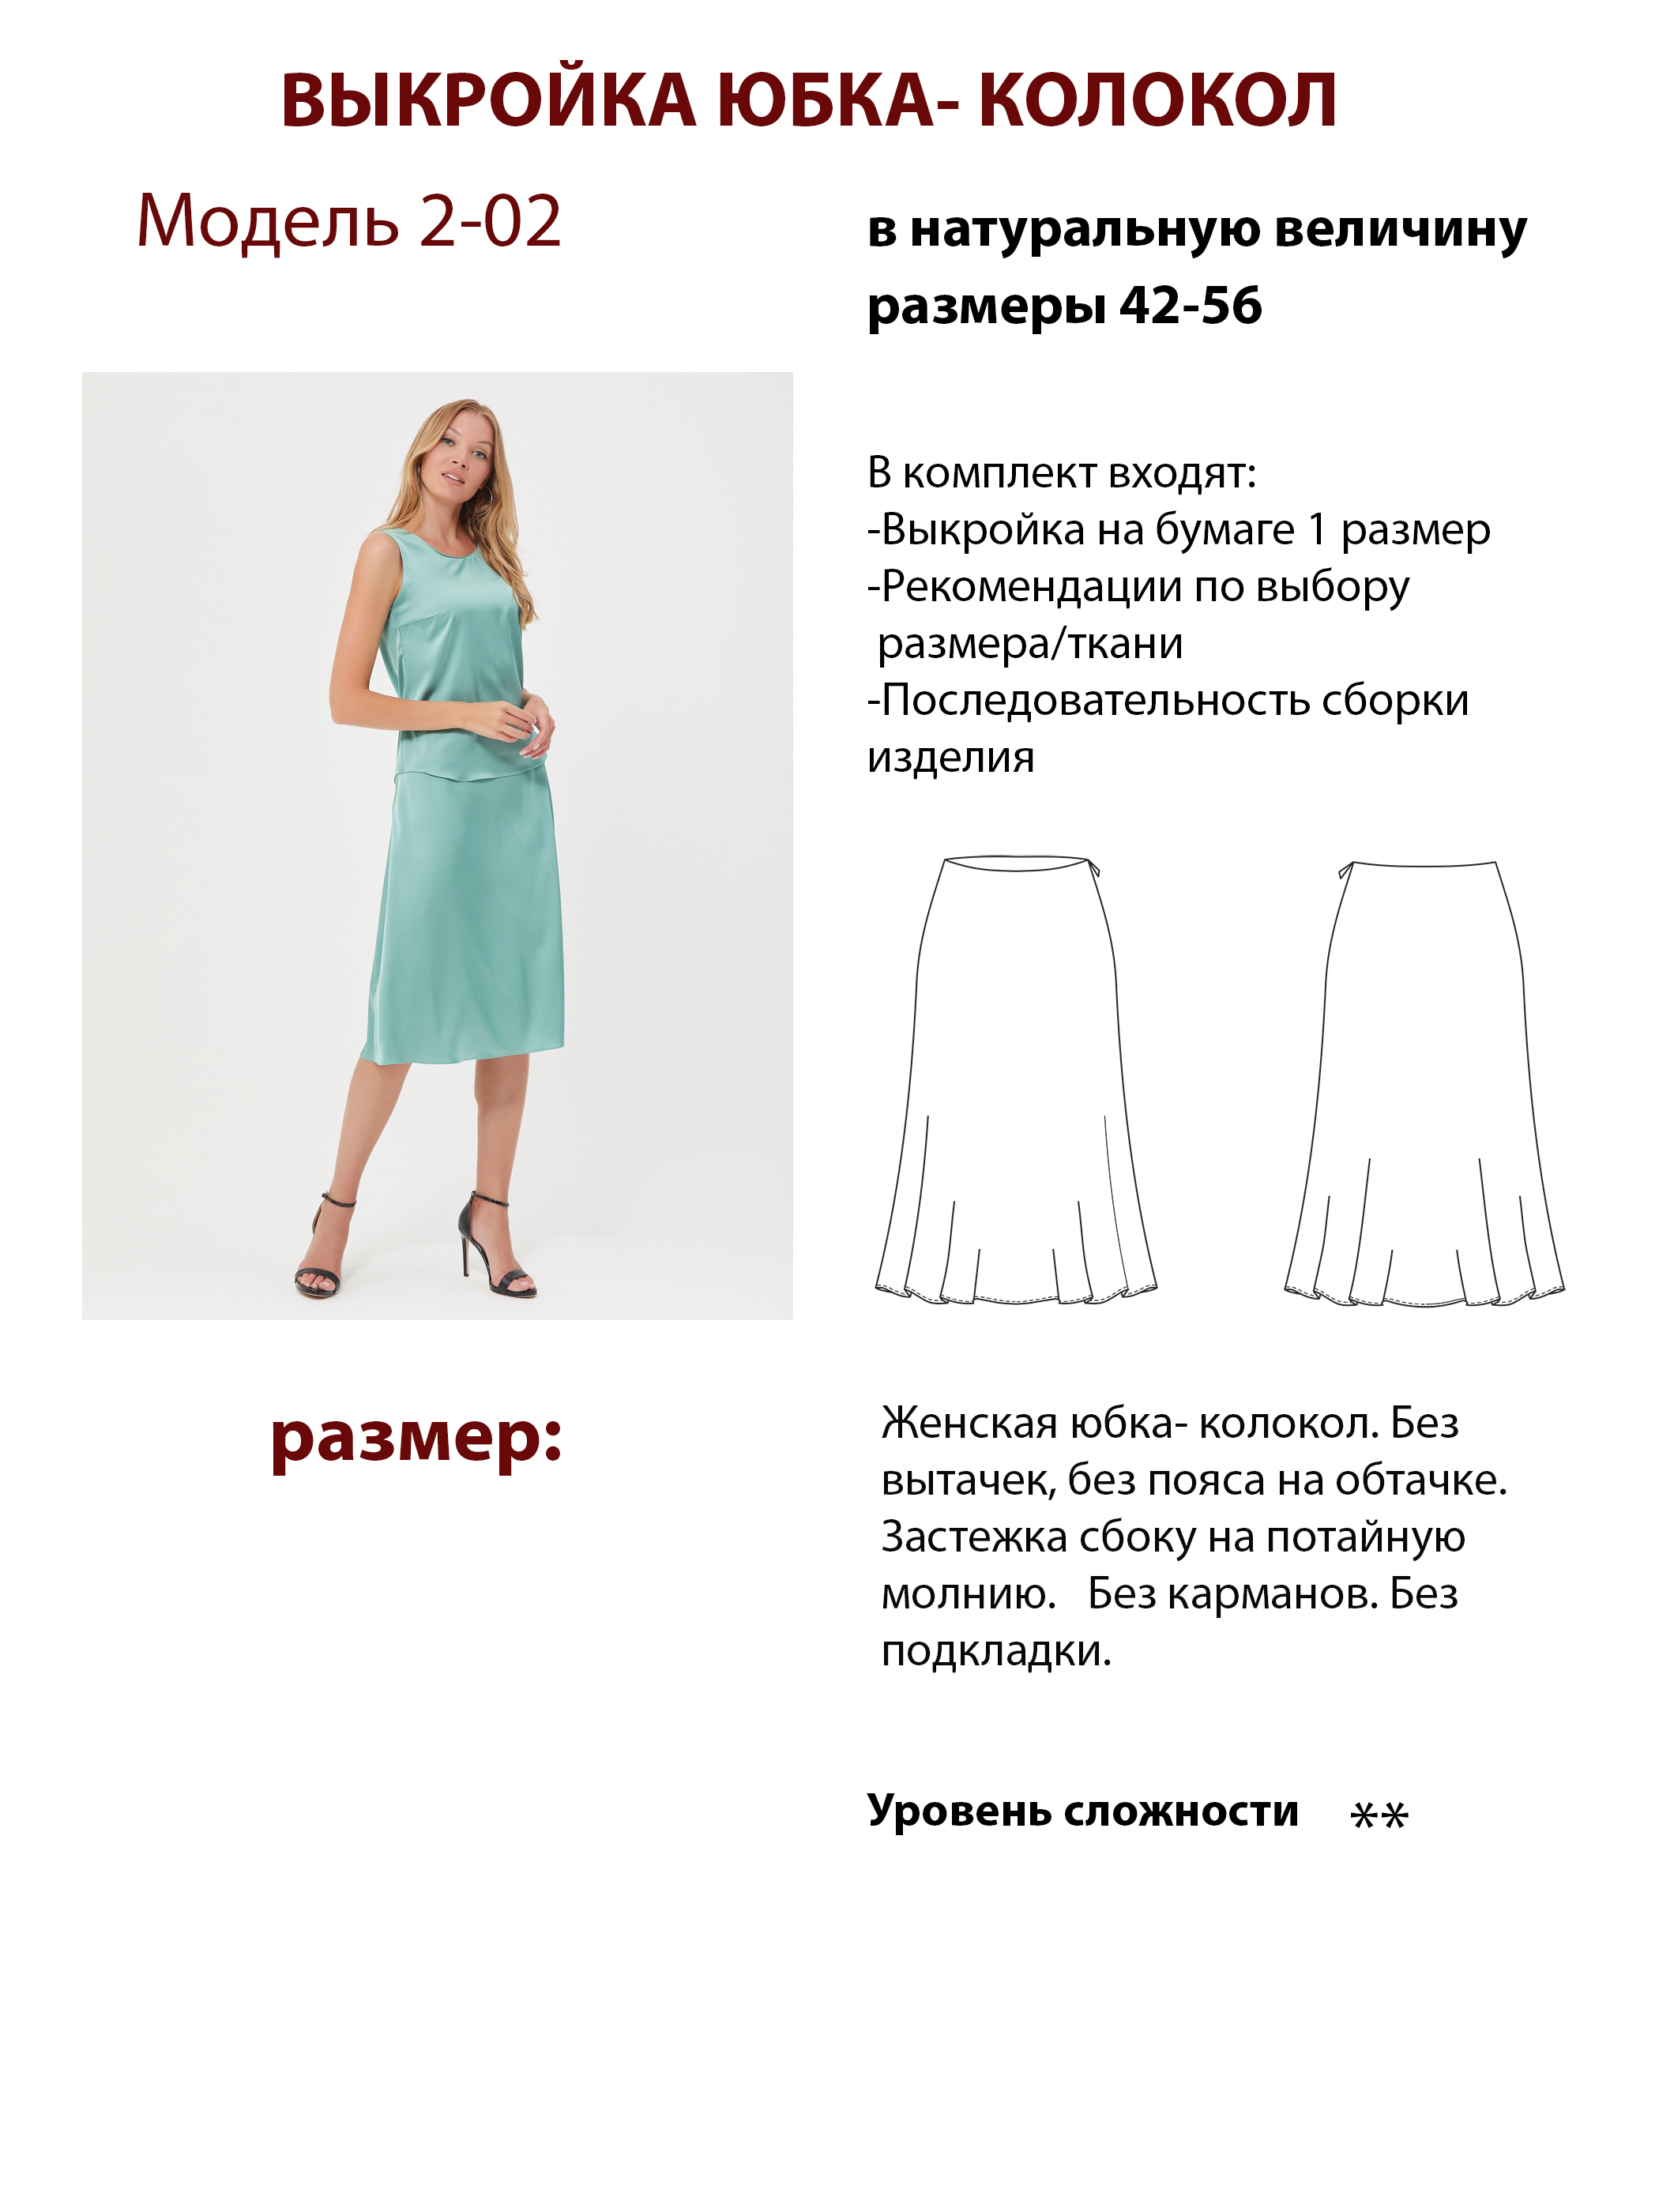 ВЫКРОЙКА ЮБКА- КОЛОКОЛ
Модель 2-02
в натуральную величину
размеры 42-56
В комплект входят:
-Выкройка на бумаге 1 размер
-Рекомендации по выбору
размера/ткани
-Последовательность сборки
изделия
размер:
Женская юбка- колокол. Без
вытачек, без пояса на обтачке.
Застежка сбоку на потайную
молнию. Без карманов. Без
подкладки.
Уровень сложности **